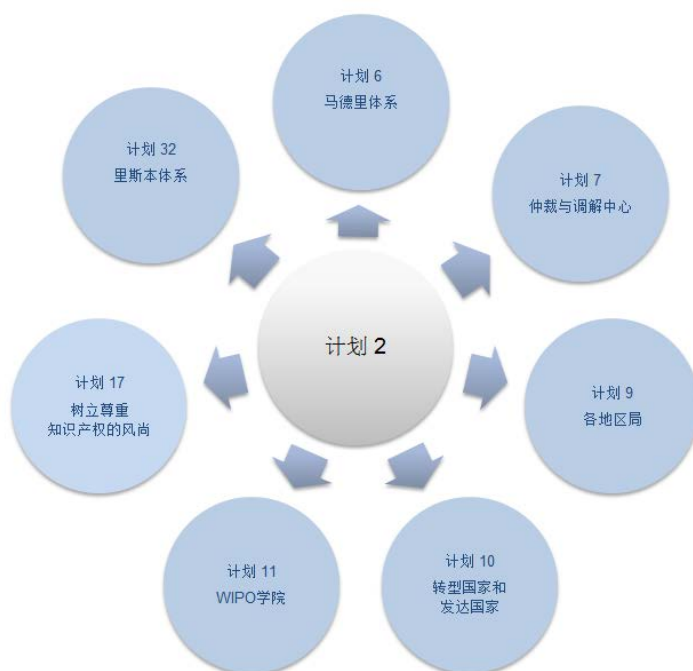 计划 6
马德里体系
计划 7
仲裁与调解中心
计划 9
各地区局
计划 10
转型国家和
发达国家
计划 11
WIPO学院
计划 17
树立尊重
知识产权的风尚
计划 32
里斯本体系
计划 2